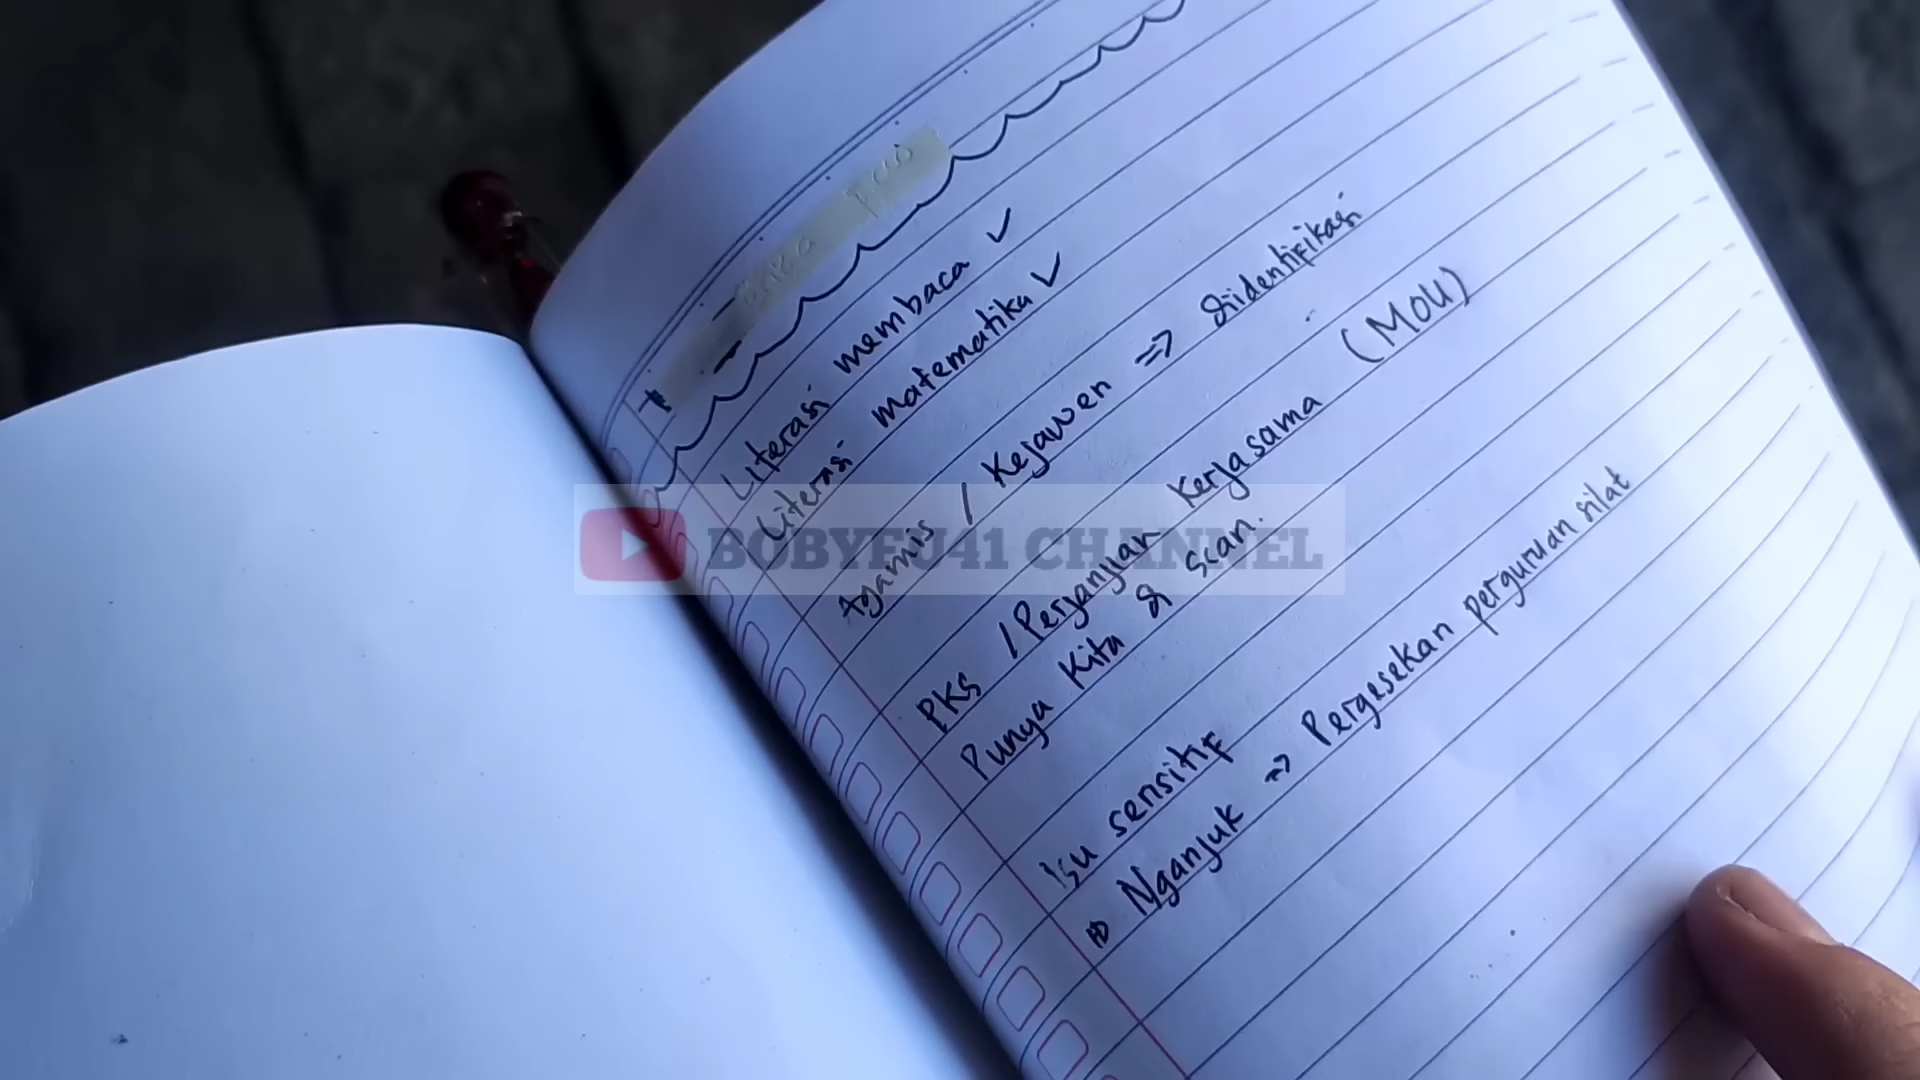 Literasi membaca ✓
Literasi matematika ✓
Agamis / Kejawen => diidentifikasi
PKS / Perjanjian Kerjasama (MOU)
Punya Kita di scan.
BOBYFU41 CHANNEL
Isu sensitif
=> Nganjuk => Pergesekan perguruan silat